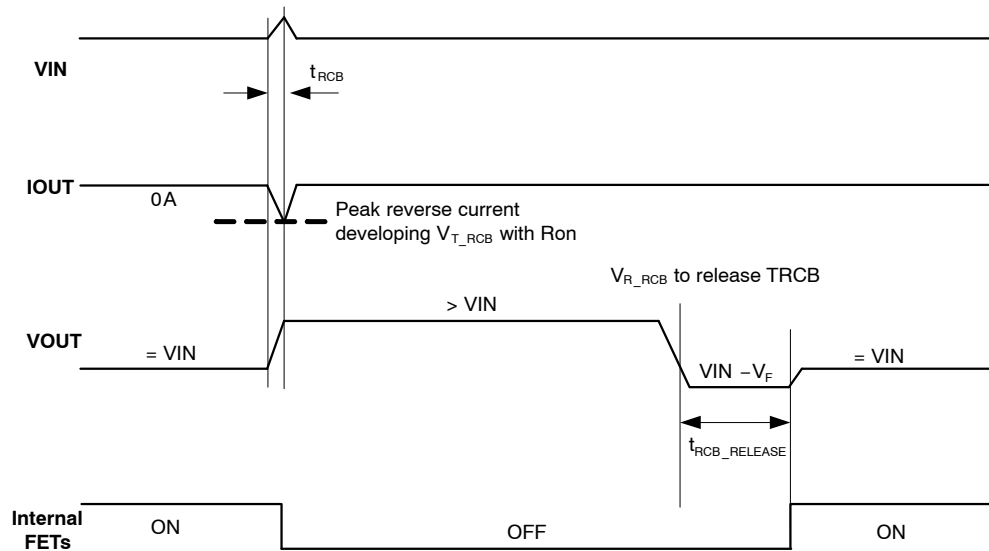 VIN
tRCB
IOUT
0A
Peak reverse current
developing VT_RCB with Ron
VR_RCB to release TRCB
> VIN
VOUT
= VIN
VIN −VF
= VIN
tRCB_RELEASE
Internal
FETs
ON
OFF
ON